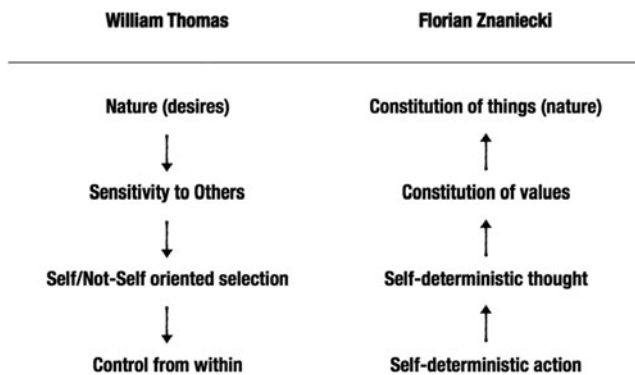 William Thomas
Florian Znaniecki
Nature (desires)
Constitution of things (nature)
Sensitivity to Others
Constitution of values
Self/Not-Self oriented selection
Self-deterministic thought
Control from within
Self-deterministic action